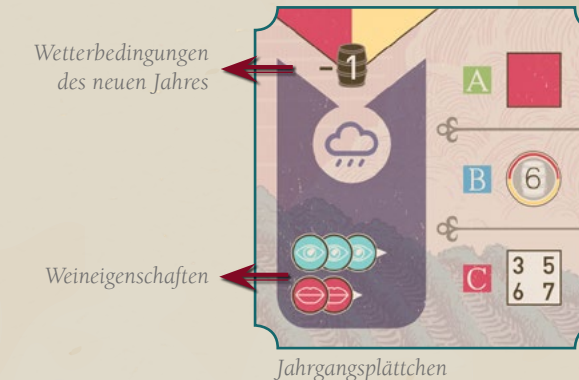 Wetterbedingungen
des neuen Jahres
-1
A
B 6
C 3 5
6 7
Weineigenschaften
Jahrgangsplättchen